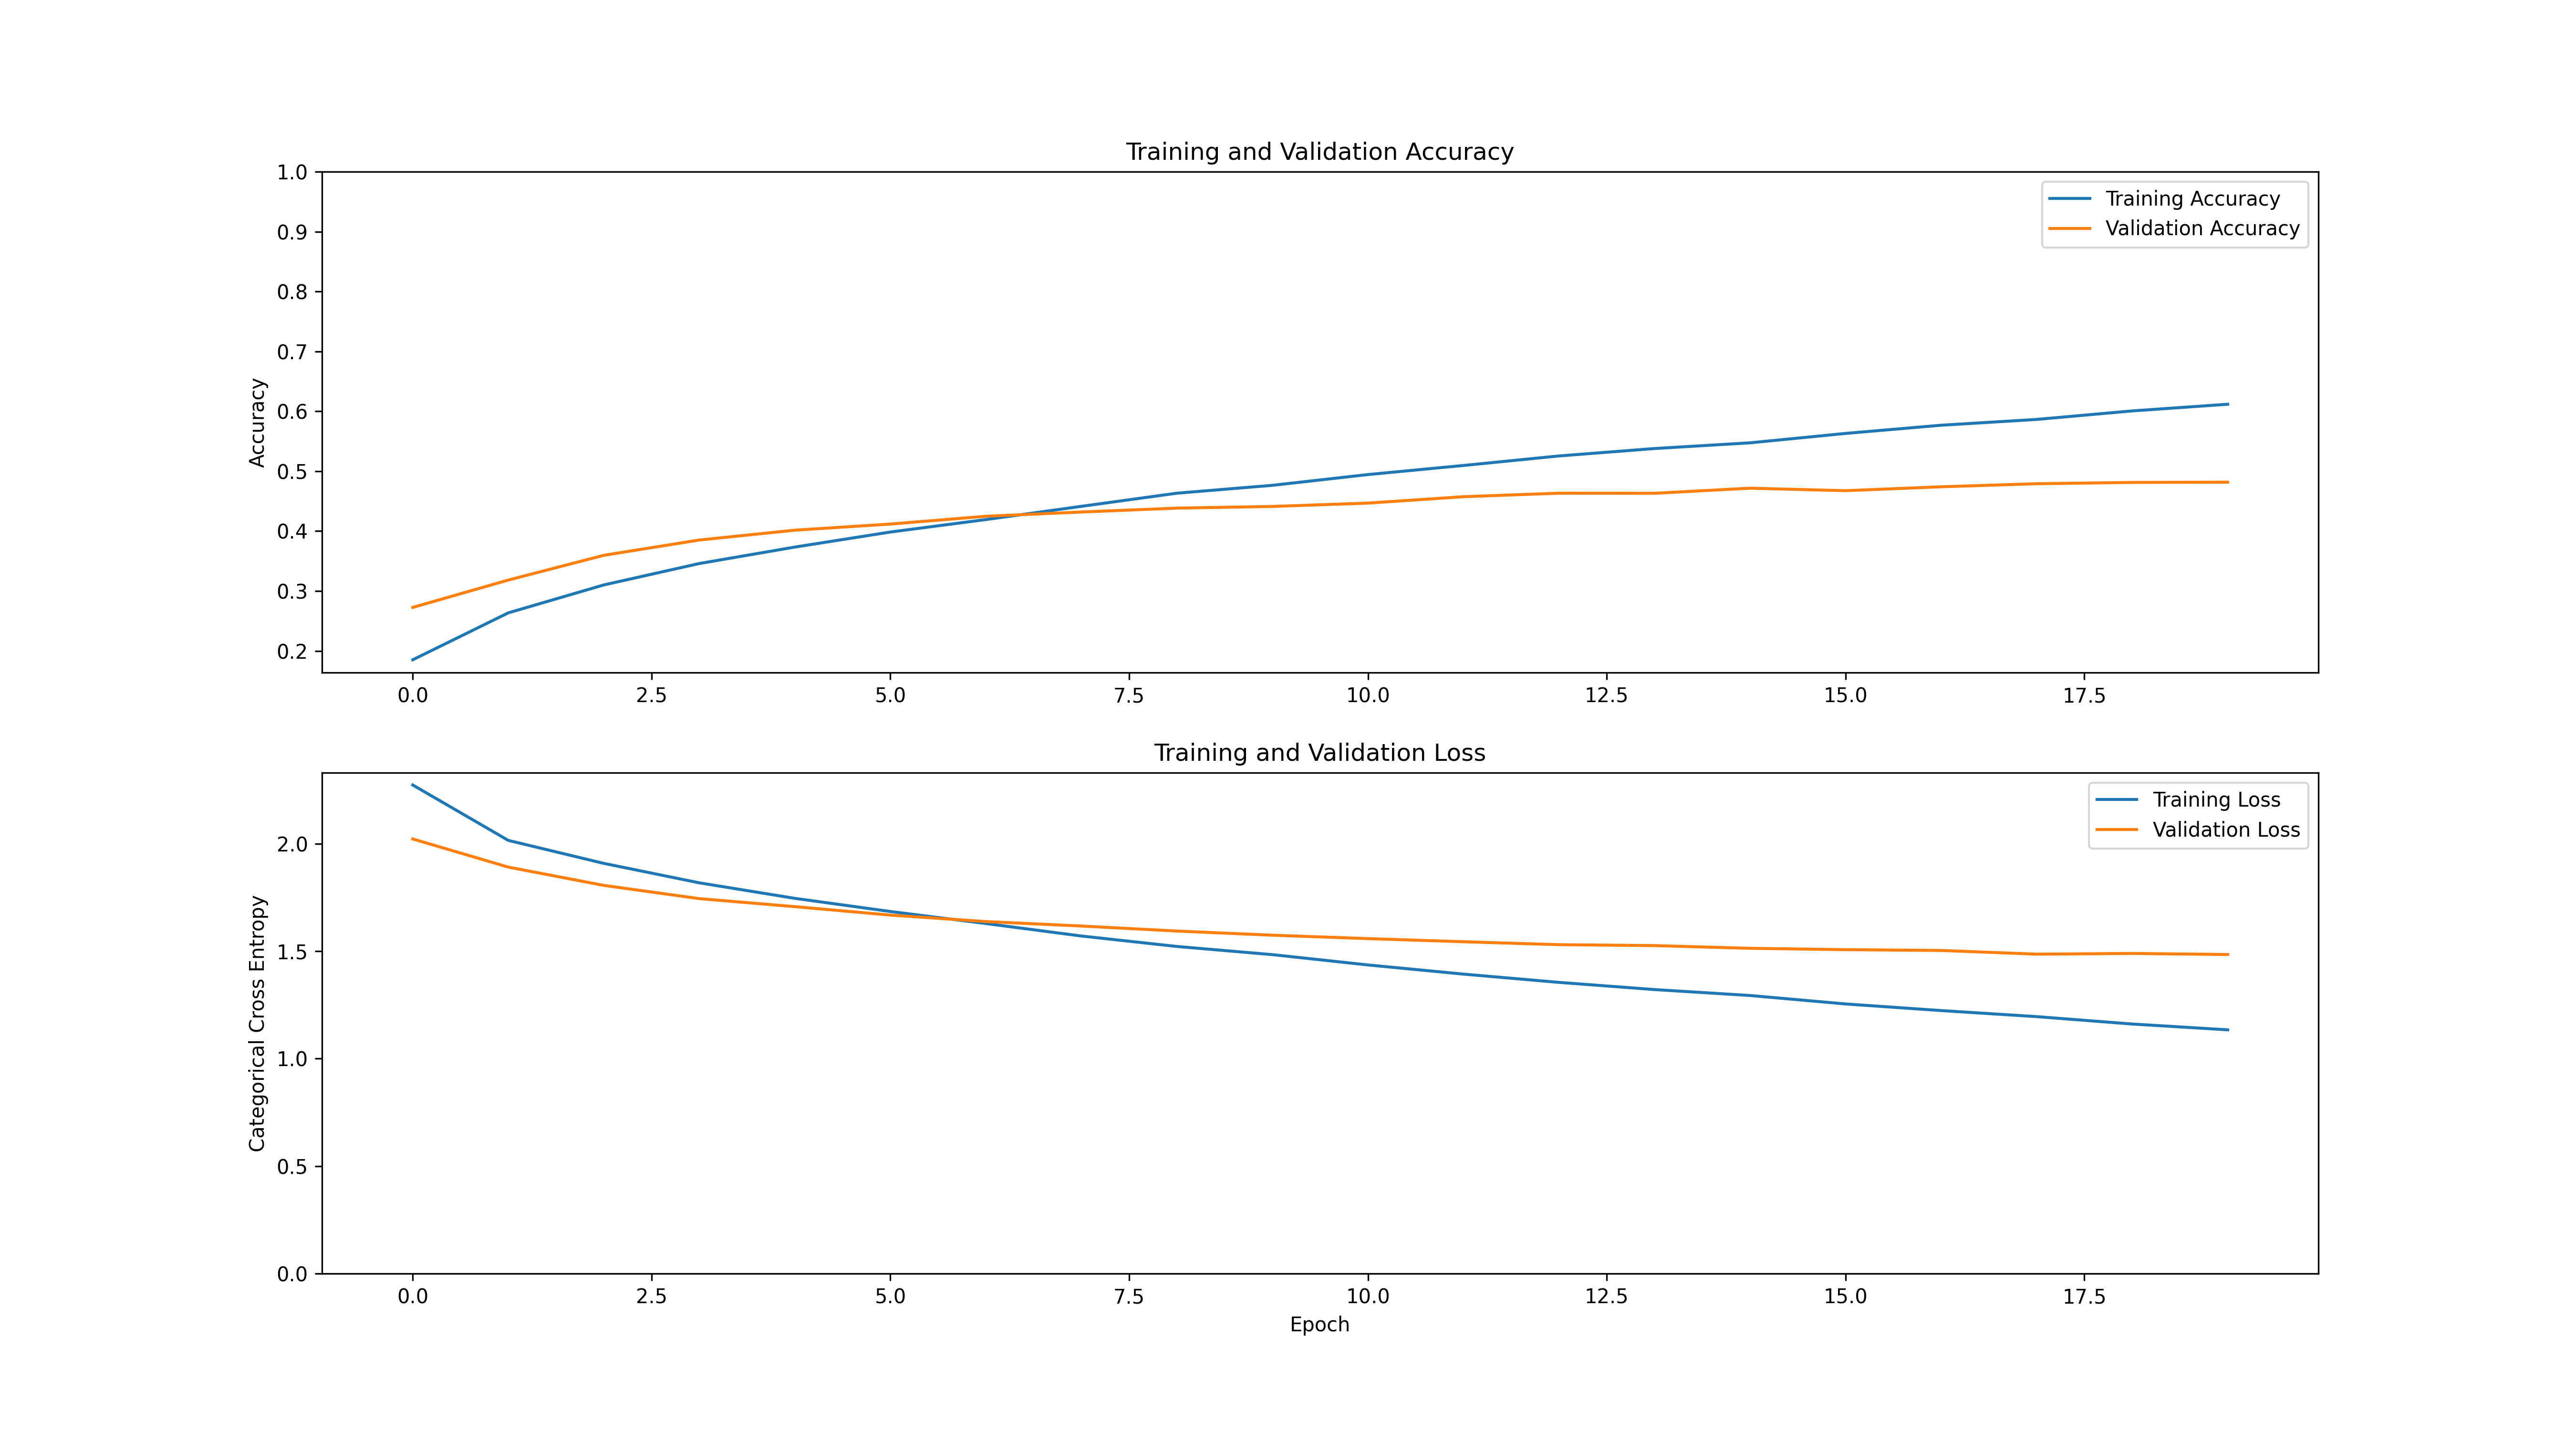 Training and Validation Accuracy
1.0
0.9
0.8
0.7
0.6
0.5
0.4
0.3
0.2
Accuracy
Training Accuracy
Validation Accuracy
0.0 2.5 5.0 7.5 10.0 12.5 15.0 17.5
Training and Validation Loss
2.0
1.5
1.0
0.5
0.0
Categorical Cross Entropy
Training Loss
Validation Loss
0.0 2.5 5.0 7.5 10.0 12.5 15.0 17.5
Epoch